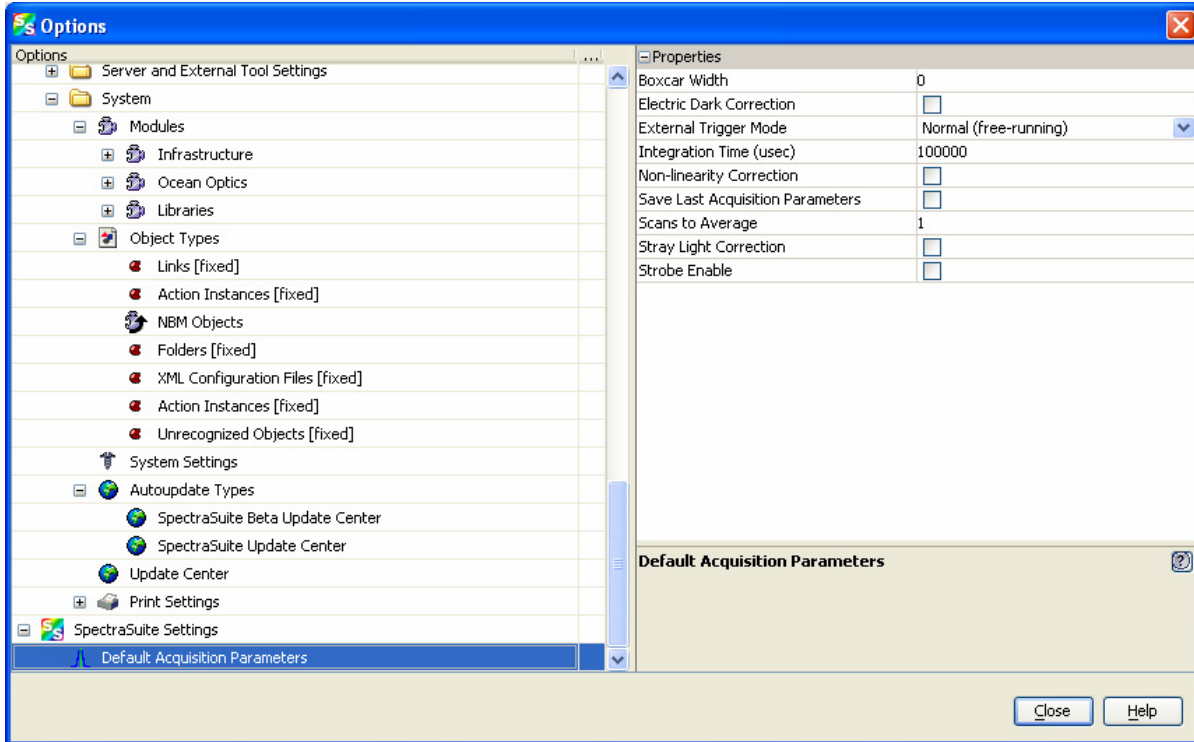 Options
Options
...
Server and External Tool Settings
System
Modules
Infrastructure
Ocean Optics
Libraries
Object Types
Links [fixed]
Action Instances [fixed]
NBM Objects
Folders [fixed]
XML Configuration Files [fixed]
Action Instances [fixed]
Unrecognized Objects [fixed]
System Settings
Autoupdate Types
SpectraSuite Beta Update Center
SpectraSuite Update Center
Update Center
Print Settings
SpectraSuite Settings
Default Acquisition Parameters
Properties
Boxcar Width 0
Electric Dark Correction
External Trigger Mode Normal (free-running)
Integration Time (usec) 100000
Non-linearity Correction
Save Last Acquisition Parameters
Scans to Average 1
Stray Light Correction
Strobe Enable
Default Acquisition Parameters
Close Help